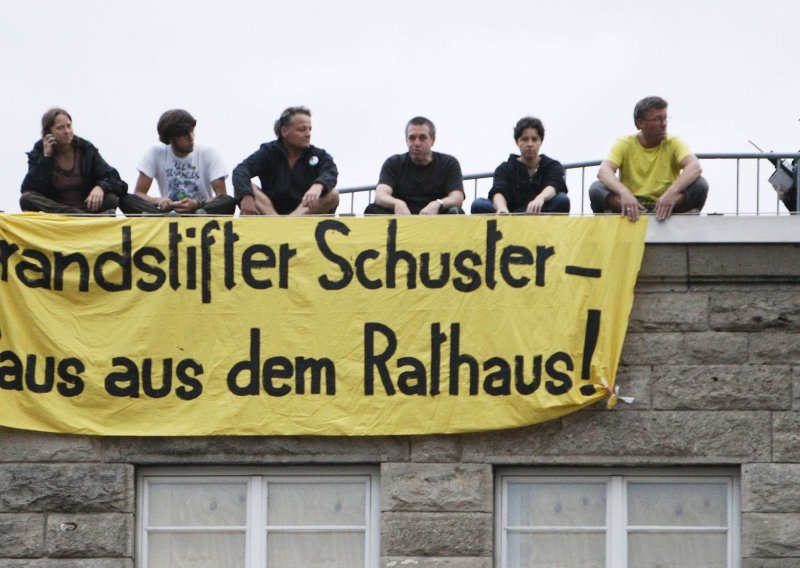 randstifter Schuster –
aus aus dem Rathaus!